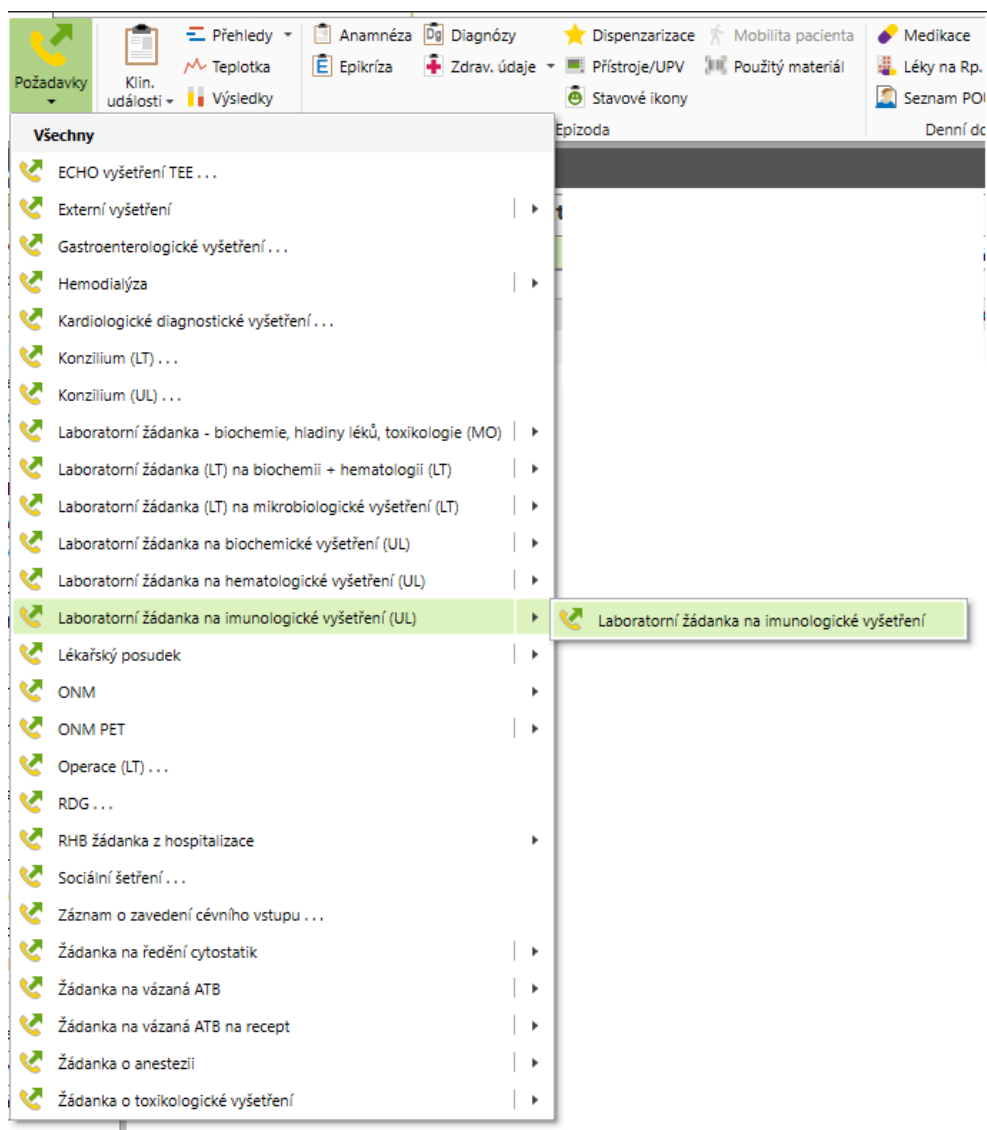 Požadavky
Klin.
události
Přehledy
Teplotka
Výsledky
Anamnéza
Epikríza
Dg Diagnózy
Zdrav. údaje
Dispenzarizace
Přístroje/UPV
Stavové ikony
Mobilita pacienta
Použitý materiál
Epizoda
Medikace
Léky na Rp.
Seznam
Denní
Všechny
ECHO vyšetření TEE . . .
Externí vyšetření
Gastroenterologické vyšetření . . .
Hemodialýza
Kardiologické diagnostické vyšetření . . .
Konzilium (LT) . . .
Konzilium (UL) . . .
Laboratorní žádanka - biochemie, hladiny léků, toxikologie (MO)
Laboratorní žádanka (LT) na biochemii + hematologii (LT)
Laboratorní žádanka (LT) na mikrobiologické vyšetření (LT)
Laboratorní žádanka na biochemické vyšetření (UL)
Laboratorní žádanka na hematologické vyšetření (UL)
Laboratorní žádanka na imunologické vyšetření (UL)
Laboratorní žádanka na imunologické vyšetření
Lékařský posudek
ONM
ONM PET
Operace (LT) . . .
RDG . . .
RHB žádanka z hospitalizace
Sociální šetření . . .
Záznam o zavedení cévního vstupu . . .
Žádanka na ředění cytostatik
Žádanka na vázaná ATB
Žádanka na vázaná ATB na recept
Žádanka o anestezii
Žádanka o toxikologické vyšetření